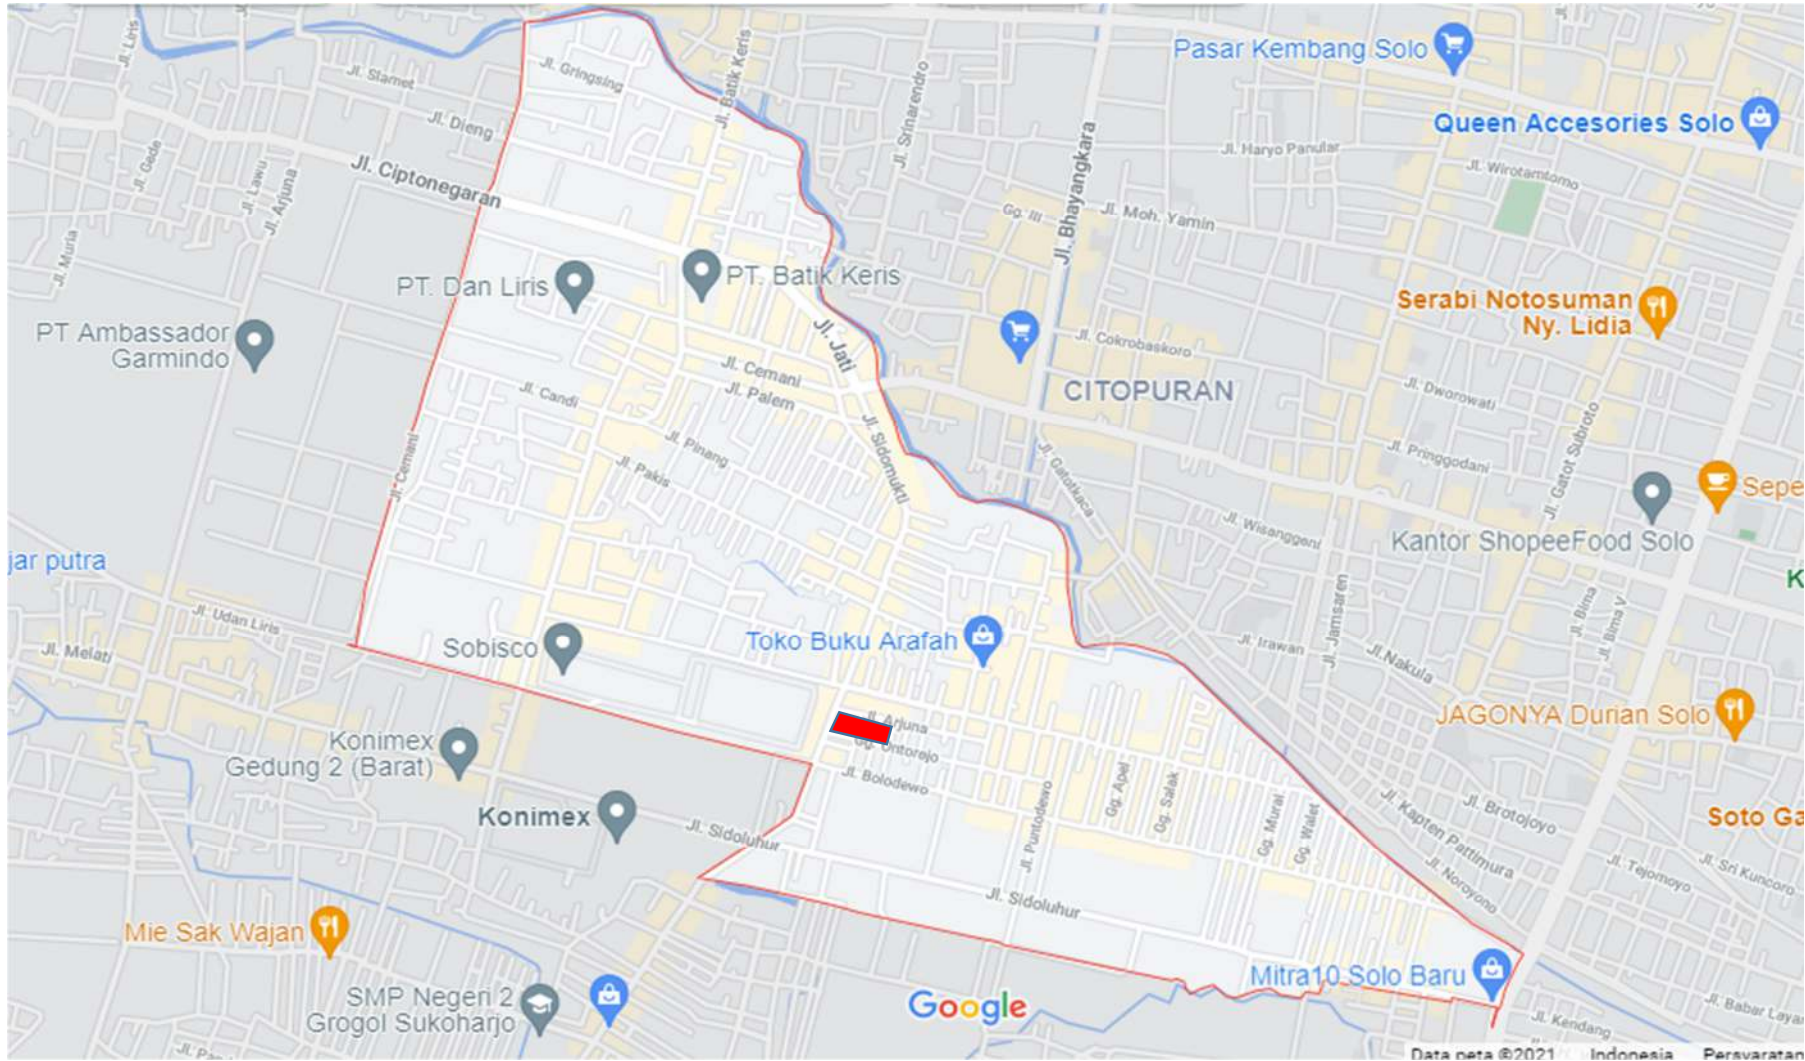 Jl. Liris
Jl. Slamet
Jl. Gringsing
Jl. Batik Keris
Jl. Srinarendro
Pasar Kembang Solo
Queen Accesories Solo
Jl. Dieng
Jl. Gede
Jl. Lawu
Jl. Arjuna
Jl. Ciptonegaran
Jl. Bhayangkara
Jl. Haryo Panular
Jl. Wirotamtomo
Gg. III
Jl. Moh. Yamin
Jl. Muria
PT. Dan Liris
PT. Batik Keris
PT Ambassador
Garmindo
Serabi Notosuman
Ny. Lidia
Jl. Jati
Jl. Cokrobaskoro
Jl. Cemani
Jl. Palem
Jl. Candi
CITOPURAN
Jl. Dworowati
Jl. Gatot Subroto
Jl. Pinang
Jl. Pakis
Jl. Sidomukti
Jl. Cemani
Jl. Gatotkaca
Jl. Pringgodani
Sepe
Jl. Wisanggeni
Kantor ShopeeFood Solo
jar putra
K
Jl. Udan Liris
Jl. Melati
Sobisco
Toko Buku Arafah
Jl. Irawan
Jl. Jamsaren
Jl. Nakula
Jl. Bima
Jl. Bima V
Jl. Arjuna
Gg. Ontorejo
JAGONYA Durian Solo
Konimex
Gedung 2 (Barat)
Jl. Bolodewo
Gg. Apel
Gg. Salak
Jl. Puntodewo
Gg. Murai
Gg. Walet
Jl. Kapten Pattimura
Jl. Brotojoyo
Konimex
Jl. Sidoluhur
Soto Ga
Jl. Noroyono
Jl. Tejomoyo
Jl. Sri Kuncoro
Jl. Sidoluhur
Mie Sak Wajan
Mitra10 Solo Baru
SMP Negeri 2
Grogol Sukoharjo
Google
Jl. Babar Layar
Jl. Kendang
Data peta ©2021
Indonesia
Persyaratan